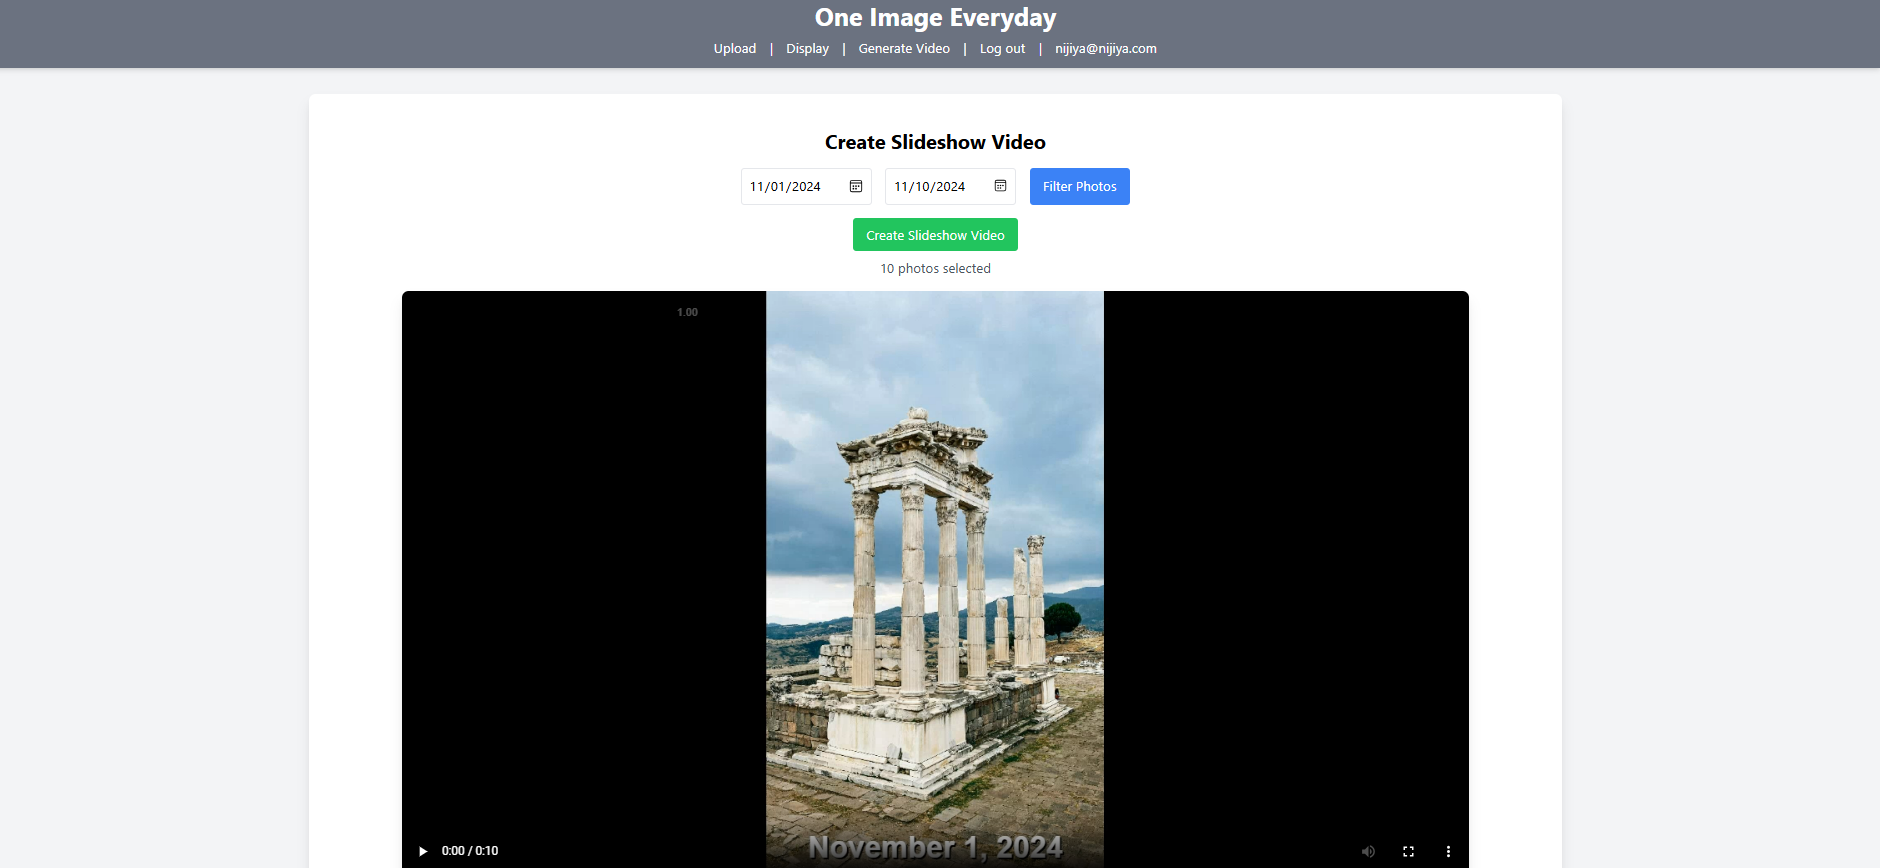 One Image Everyday
Upload | Display | Generate Video | Log out | nijiya@nijiya.com
Create Slideshow Video
11/01/2024 11/10/2024 Filter Photos
Create Slideshow Video
10 photos selected
1.00
November 1, 2024
0:00 / 0:10